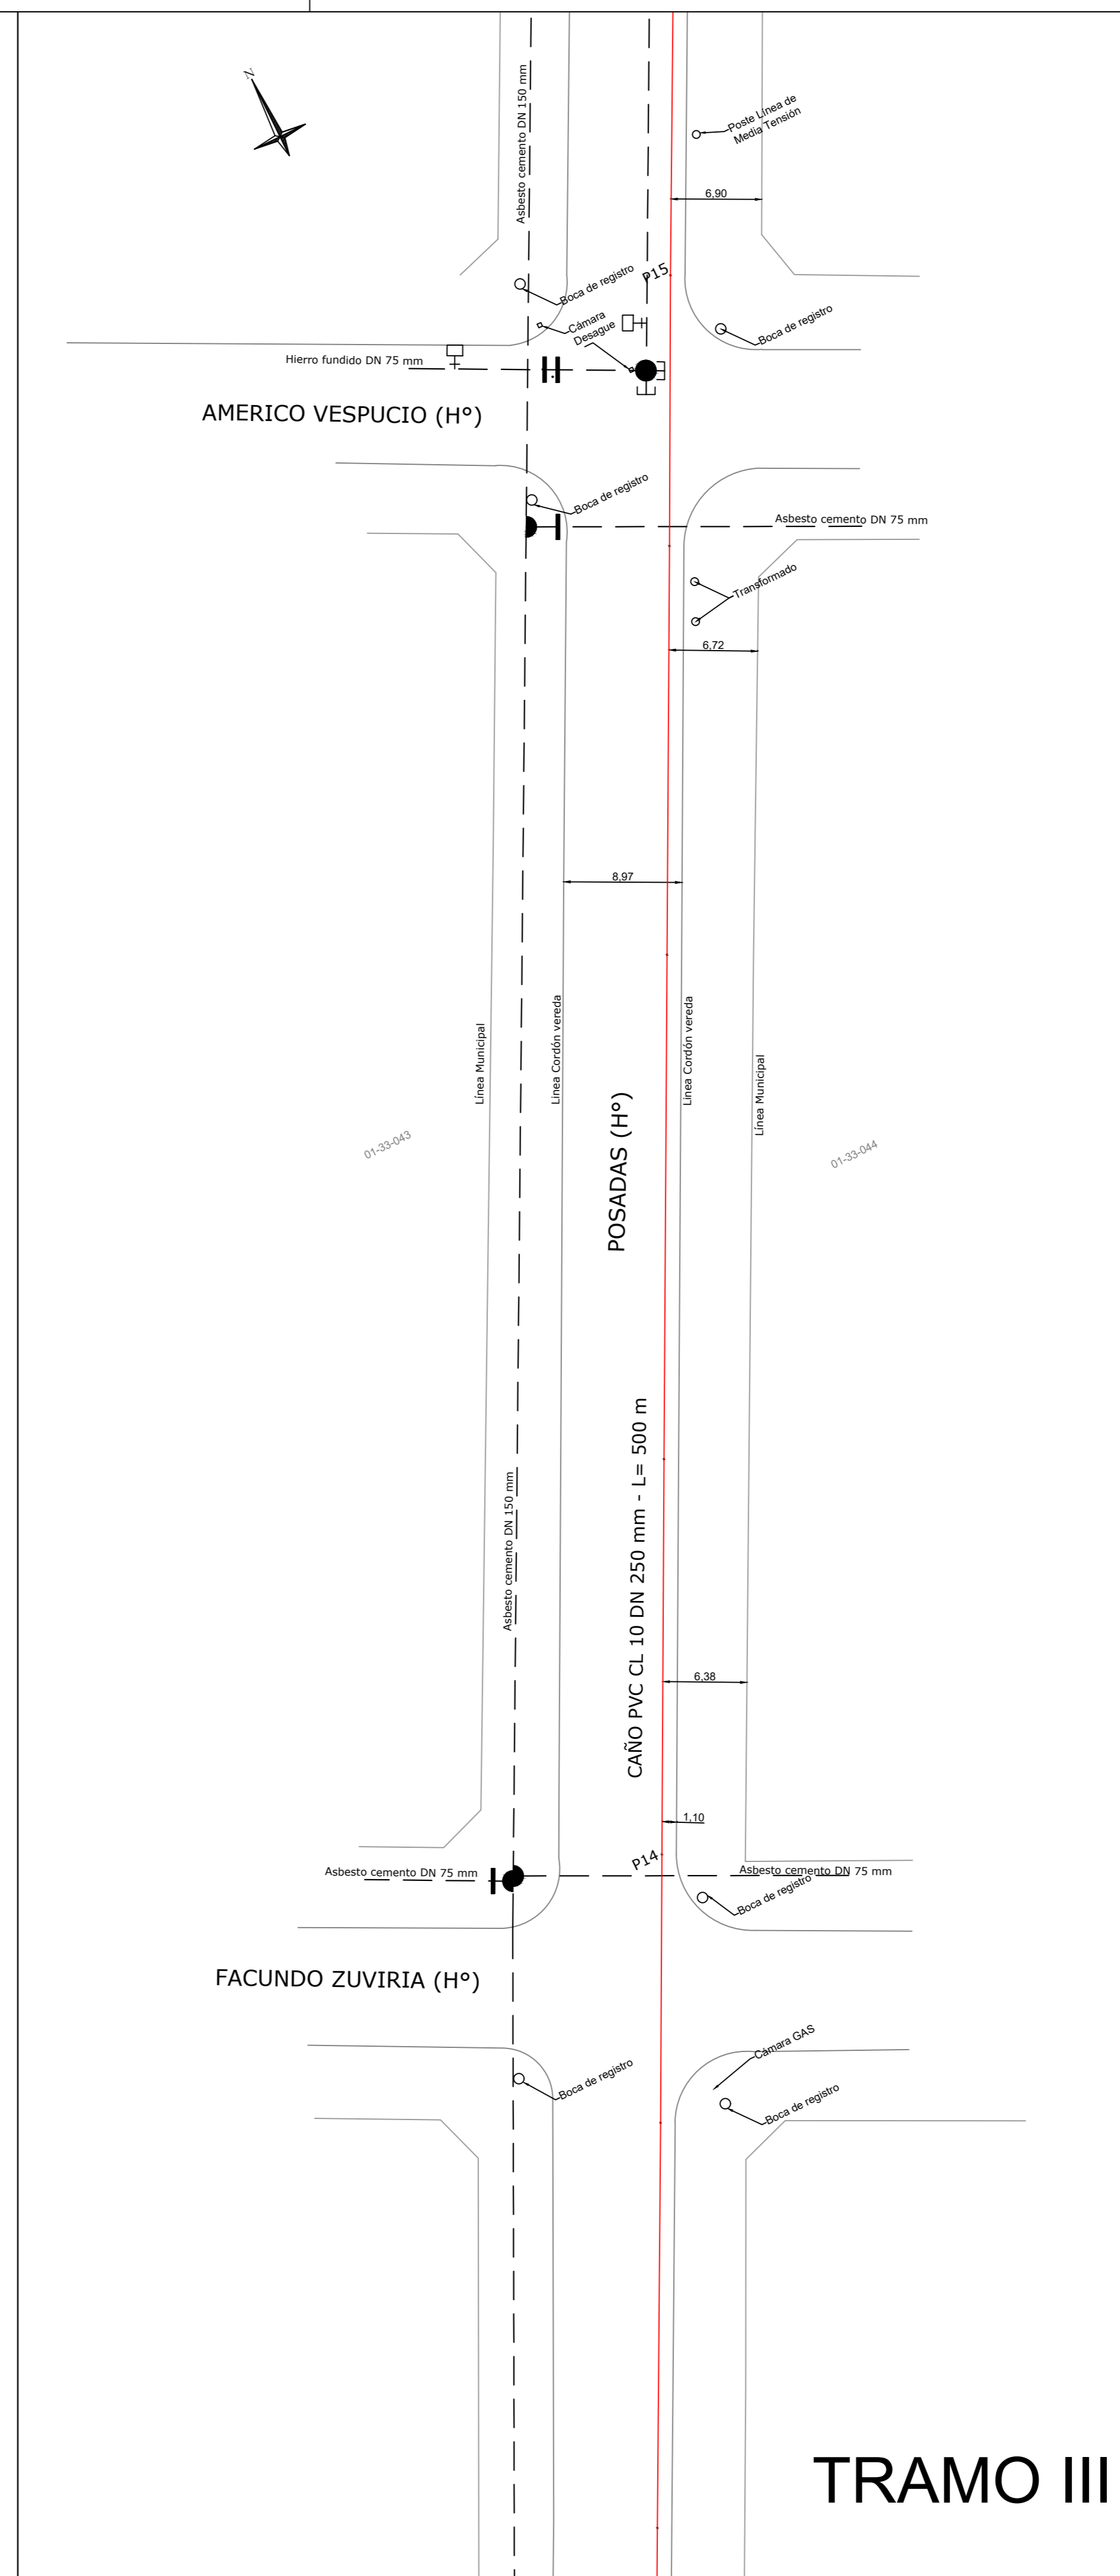 N
Asbesto cemento DN 150 mm
Poste Línea de
Media Tensión
6,90
P15
Boca de registro
Cámara
Desague
Boca de registro
Hierro fundido DN 75 mm
AMERICO VESPUCIO (H°)
Boca de registro
Asbesto cemento DN 75 mm
Transformado
6,72
8,97
Línea Municipal
Linea Cordón vereda
Linea Cordón vereda
Línea Municipal
POSADAS (H°)
01-33-043
01-33-044
CAÑO PVC CL 10 DN 250 mm - L= 500 m
Asbesto cemento DN 150 mm
6,38
1,10
P14
Asbesto cemento DN 75 mm
Asbesto cemento DN 75 mm
Boca de registro
FACUNDO ZUVIRIA (H°)
Cámara GAS
Boca de registro
Boca de registro
TRAMO III